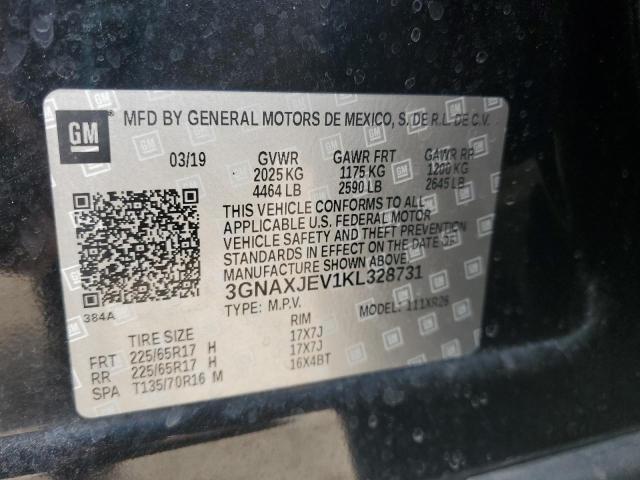 GM MFD BY GENERAL MOTORS DE MEXICO, S. DE R.L. DE C.V.
03/19 GVWR GAWR FRT GAWR RR
2025 KG 1175 KG 1200 KG
4464 LB 2590 LB 2645 LB
THIS VEHICLE CONFORMS TO ALL
APPLICABLE U.S. FEDERAL MOTOR
VEHICLE SAFETY AND THEFT PREVENTION
STANDARDS IN EFFECT ON THE DATE OF
MANUFACTURE SHOWN ABOVE.
3GNAXJEV1KL328731
384A TYPE: M.P.V. MODEL: 111XR26
TIRE SIZE RIM
FRT 225/65R17 H 17X7J
RR 225/65R17 H 17X7J
SPA T135/70R16 M 16X4BT